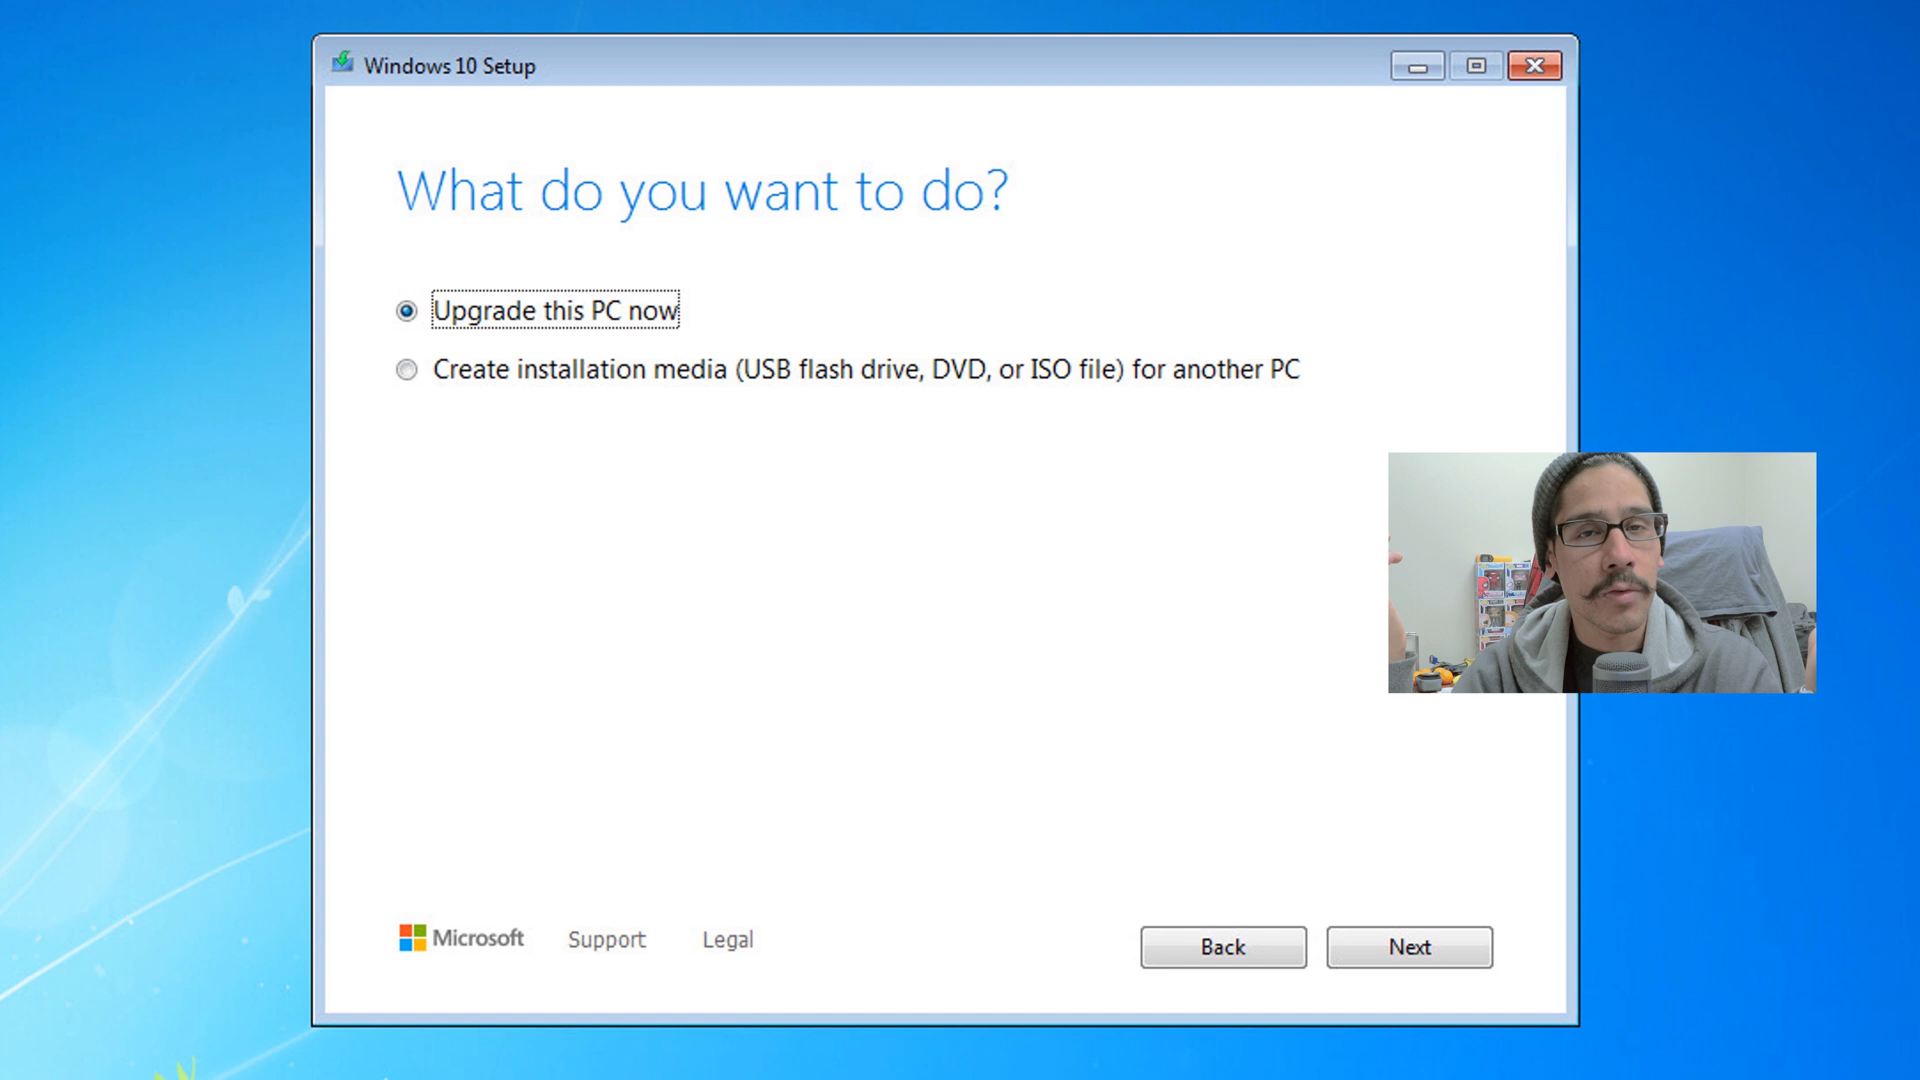 Windows 10 Setup
What do you want to do?
Upgrade this PC now
Create installation media (USB flash drive, DVD, or ISO file) for another PC
Microsoft Support Legal Back Next